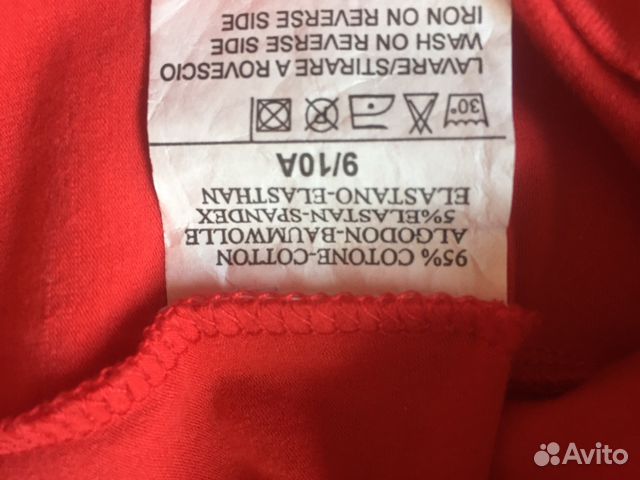 95% COTONE-COTTON
ALGODON-BAUMWOLLE
5%ELASTAN-SPANDEX
ELASTANO-ELASTHAN
9/10A
30°
LAVARE/STIRARE A ROVESCIO
WASH ON REVERSE SIDE
IRON ON REVERSE SIDE
Avito